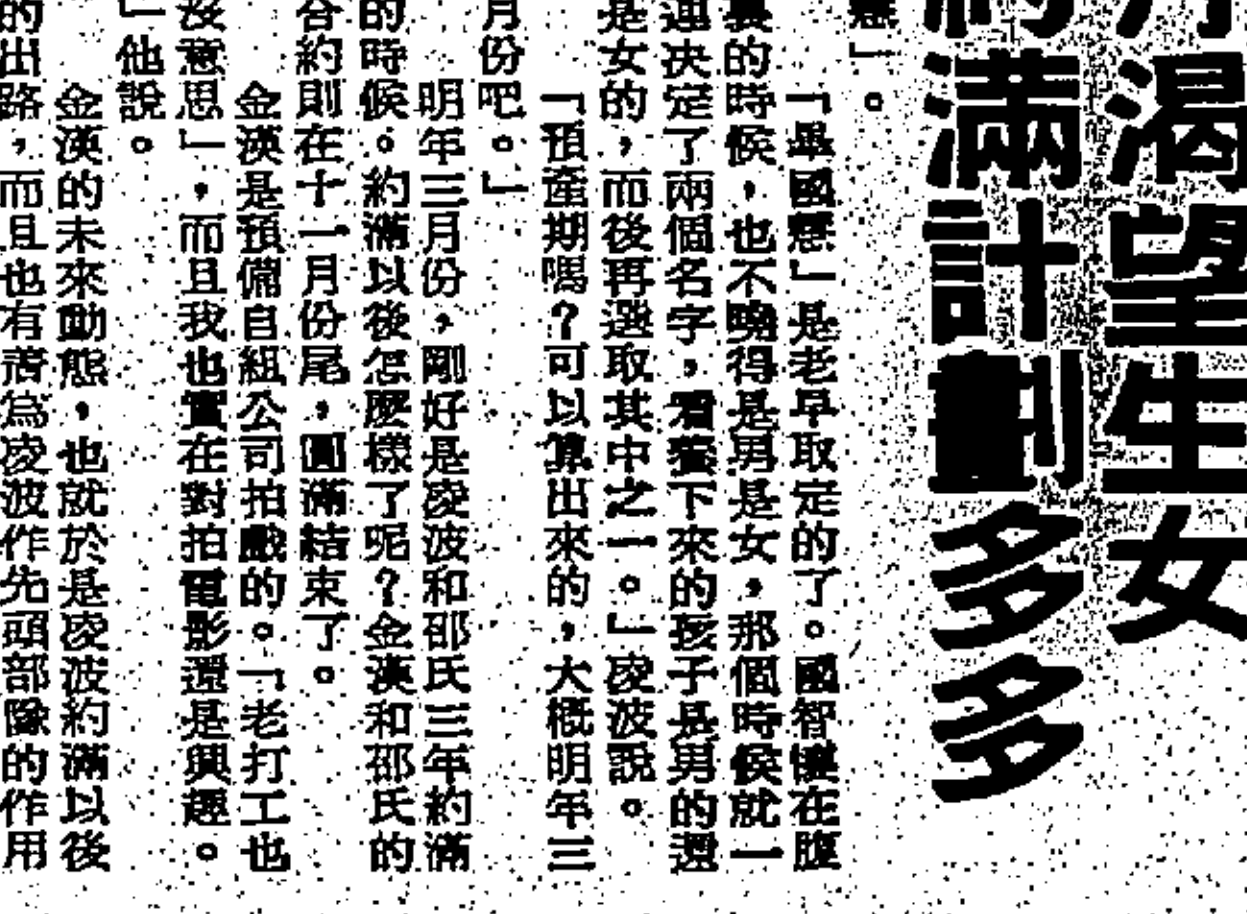 渴望生女
約滿計劃多多
慧」。
「畢國慧」是老早取定的了。國智懷在腹
裏的時候，也不曉得是男是女，那個時候就一
連決定了兩個名字，看養下來的孩子是男的還
是女的，而後再選取其中之一。」凌波說。
「預產期嗎？可以算出來的，大概明年三
月份吧。」
明年三月份，剛好是凌波和邵氏三年約滿
的時候。約滿以後怎麼樣了呢？金漢和邵氏的
合約則在十一月份尾，圓滿結束了。
金漢是預備自組公司拍戲的。「老打工也
沒意思」，而且我也實在對拍電影還是興趣。
」他說。
金漢的未來動態，也就於是凌波約滿以後
的出路，而且也有着為凌波作先頭部隊的作用